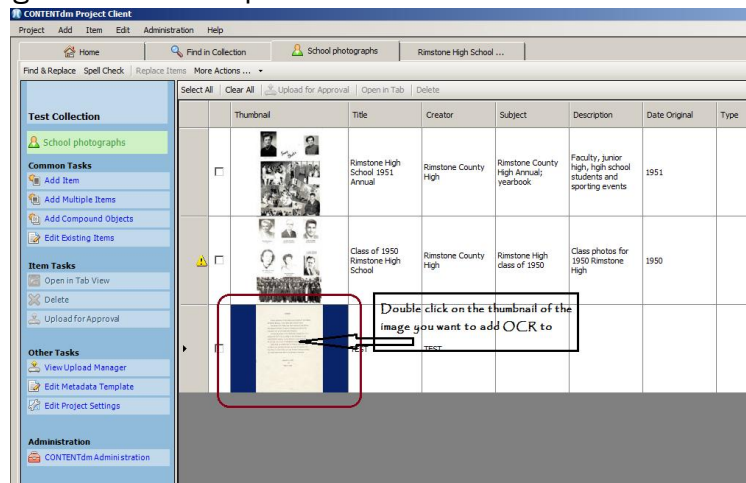 CONTENTdm Project Client
Project Add Item Edit Administration Help
Home Find in Collection School photographs Rimstone High School ...
Find & Replace Spell Check Replace Items More Actions ...
Select All Clear All Upload for Approval Open in Tab Delete
Test Collection
School photographs
Common Tasks
Add Item
Add Multiple Items
Add Compound Objects
Edit Existing Items
Item Tasks
Open in Tab View
Delete
Upload for Approval
Other Tasks
View Upload Manager
Edit Metadata Template
Edit Project Settings
Administration
CONTENTdm Administration
Thumbnail Title Creator Subject Description Date Original Type
Rimstone High
School 1951
Annual
Rimstone County
High
Rimstone County
High Annual;
yearbook
Faculty, junior
high, hgih school
students and
sporting events
1951
Class of 1950
Rimstone High
School
Rimstone County
High
Rimstone High
class of 1950
Class photos for
1950 Rimstone
High
1950
Double click on the thumbnail of the
image you want to add OCR to
TEST TEST